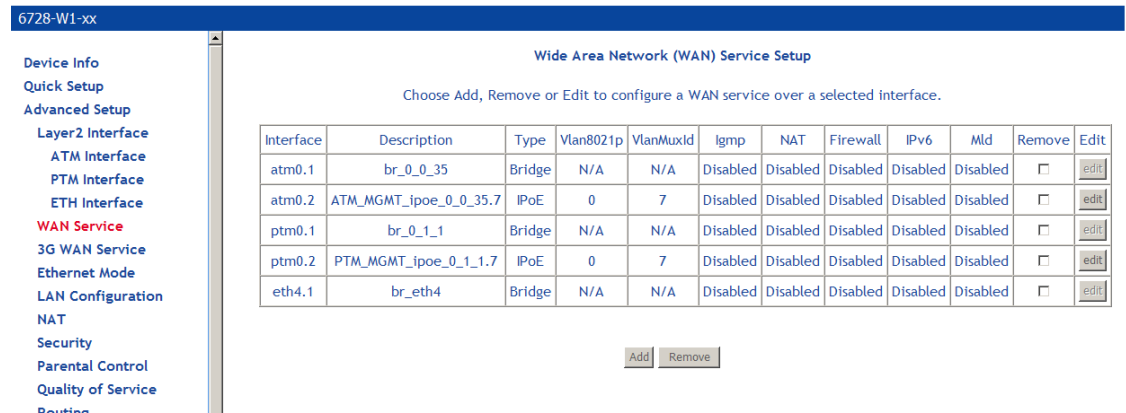 6728-W1-xx
Device Info
Quick Setup
Advanced Setup
Layer2 Interface
ATM Interface
PTM Interface
ETH Interface
WAN Service
3G WAN Service
Ethernet Mode
LAN Configuration
NAT
Security
Parental Control
Quality of Service
Routing
Wide Area Network (WAN) Service Setup
Choose Add, Remove or Edit to configure a WAN service over a selected interface.
Interface Description Type Vlan8021p VlanMuxId Igmp NAT Firewall IPv6 Mld Remove Edit
atm0.1 br_0_0_35 Bridge N/A N/A Disabled Disabled Disabled Disabled Disabled edit
atm0.2 ATM_MGMT_ipoe_0_0_35.7 IPoE 0 7 Disabled Disabled Disabled Disabled Disabled edit
ptm0.1 br_0_1_1 Bridge N/A N/A Disabled Disabled Disabled Disabled Disabled edit
ptm0.2 PTM_MGMT_ipoe_0_1_1.7 IPoE 0 7 Disabled Disabled Disabled Disabled Disabled edit
eth4.1 br_eth4 Bridge N/A N/A Disabled Disabled Disabled Disabled Disabled edit
Add Remove